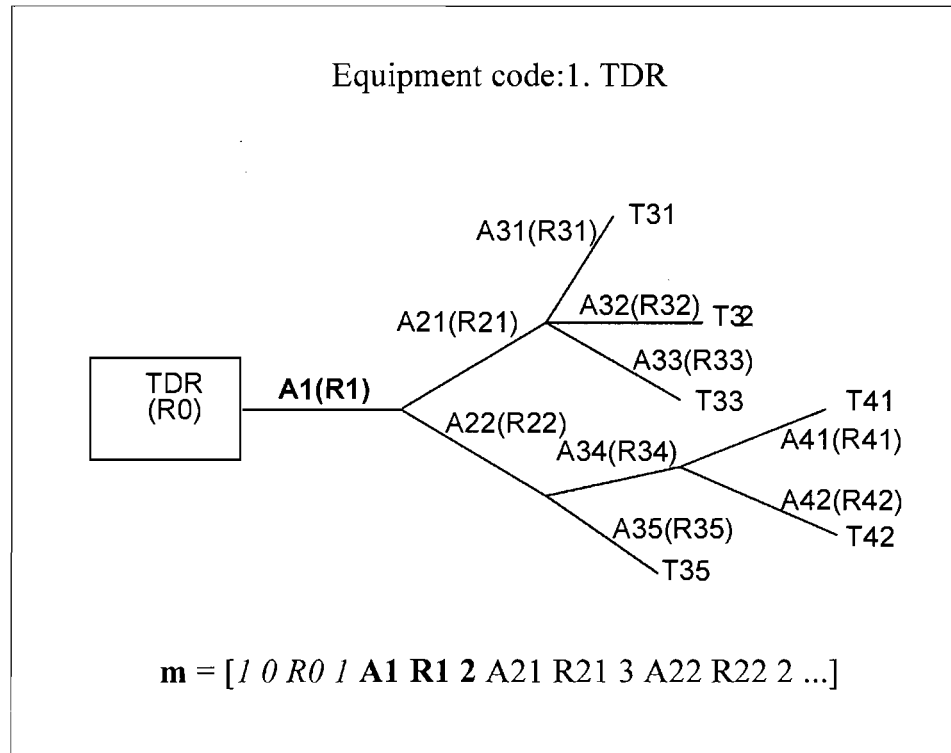 Equipment code:1. TDR
T31
A31(R31)
A32(R32)
T32
A21(R21)
A33(R33)
TDR
(R0)
A1(R1)
T33
T41
A22(R22)
A34(R34)
A41(R41)
A42(R42)
A35(R35)
T42
T35
m = [1 0 R0 1 A1 R1 2 A21 R21 3 A22 R22 2 ...]